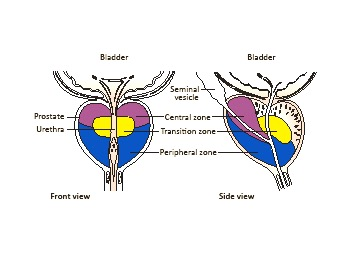 Bladder
Bladder
Seminal
vesicle
Prostate
Central zone
Urethra
Transition zone
Peripheral zone
Front view
Side view